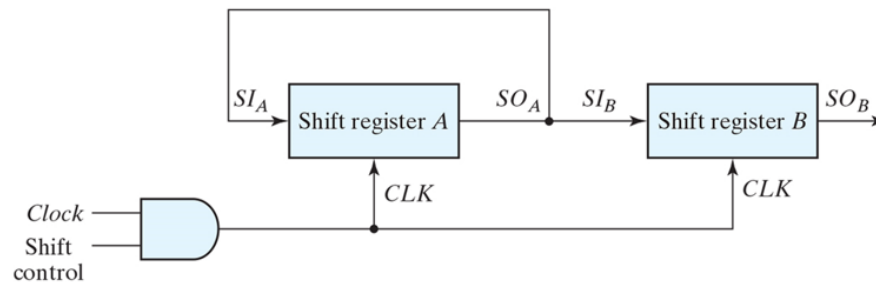 SI_A
SO_A
SI_B
SO_B
Shift register A
Shift register B
CLK
CLK
Clock
Shift
control